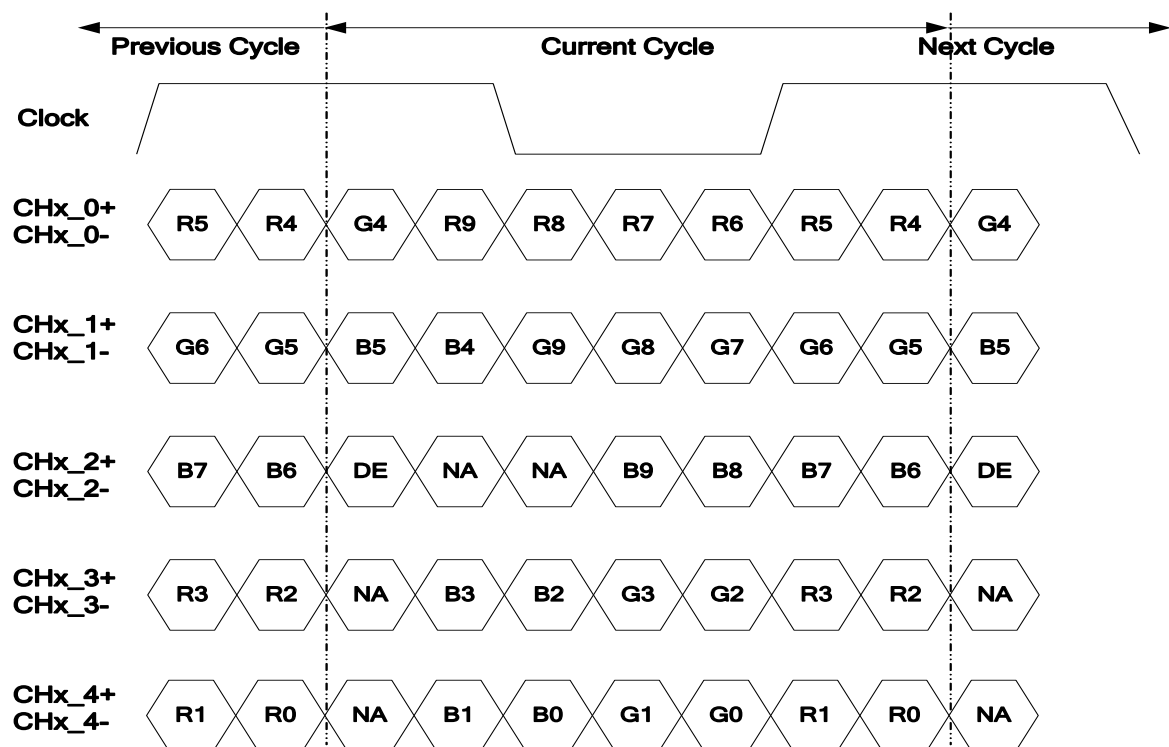 Previous Cycle Current Cycle Next Cycle
Clock
CHx_0+
CHx_0-
R5 R4 G4 R9 R8 R7 R6 R5 R4 G4
CHx_1+
CHx_1-
G6 G5 B5 B4 G9 G8 G7 G6 G5 B5
CHx_2+
CHx_2-
B7 B6 DE NA NA B9 B8 B7 B6 DE
CHx_3+
CHx_3-
R3 R2 NA B3 B2 G3 G2 R3 R2 NA
CHx_4+
CHx_4-
R1 R0 NA B1 B0 G1 G0 R1 R0 NA